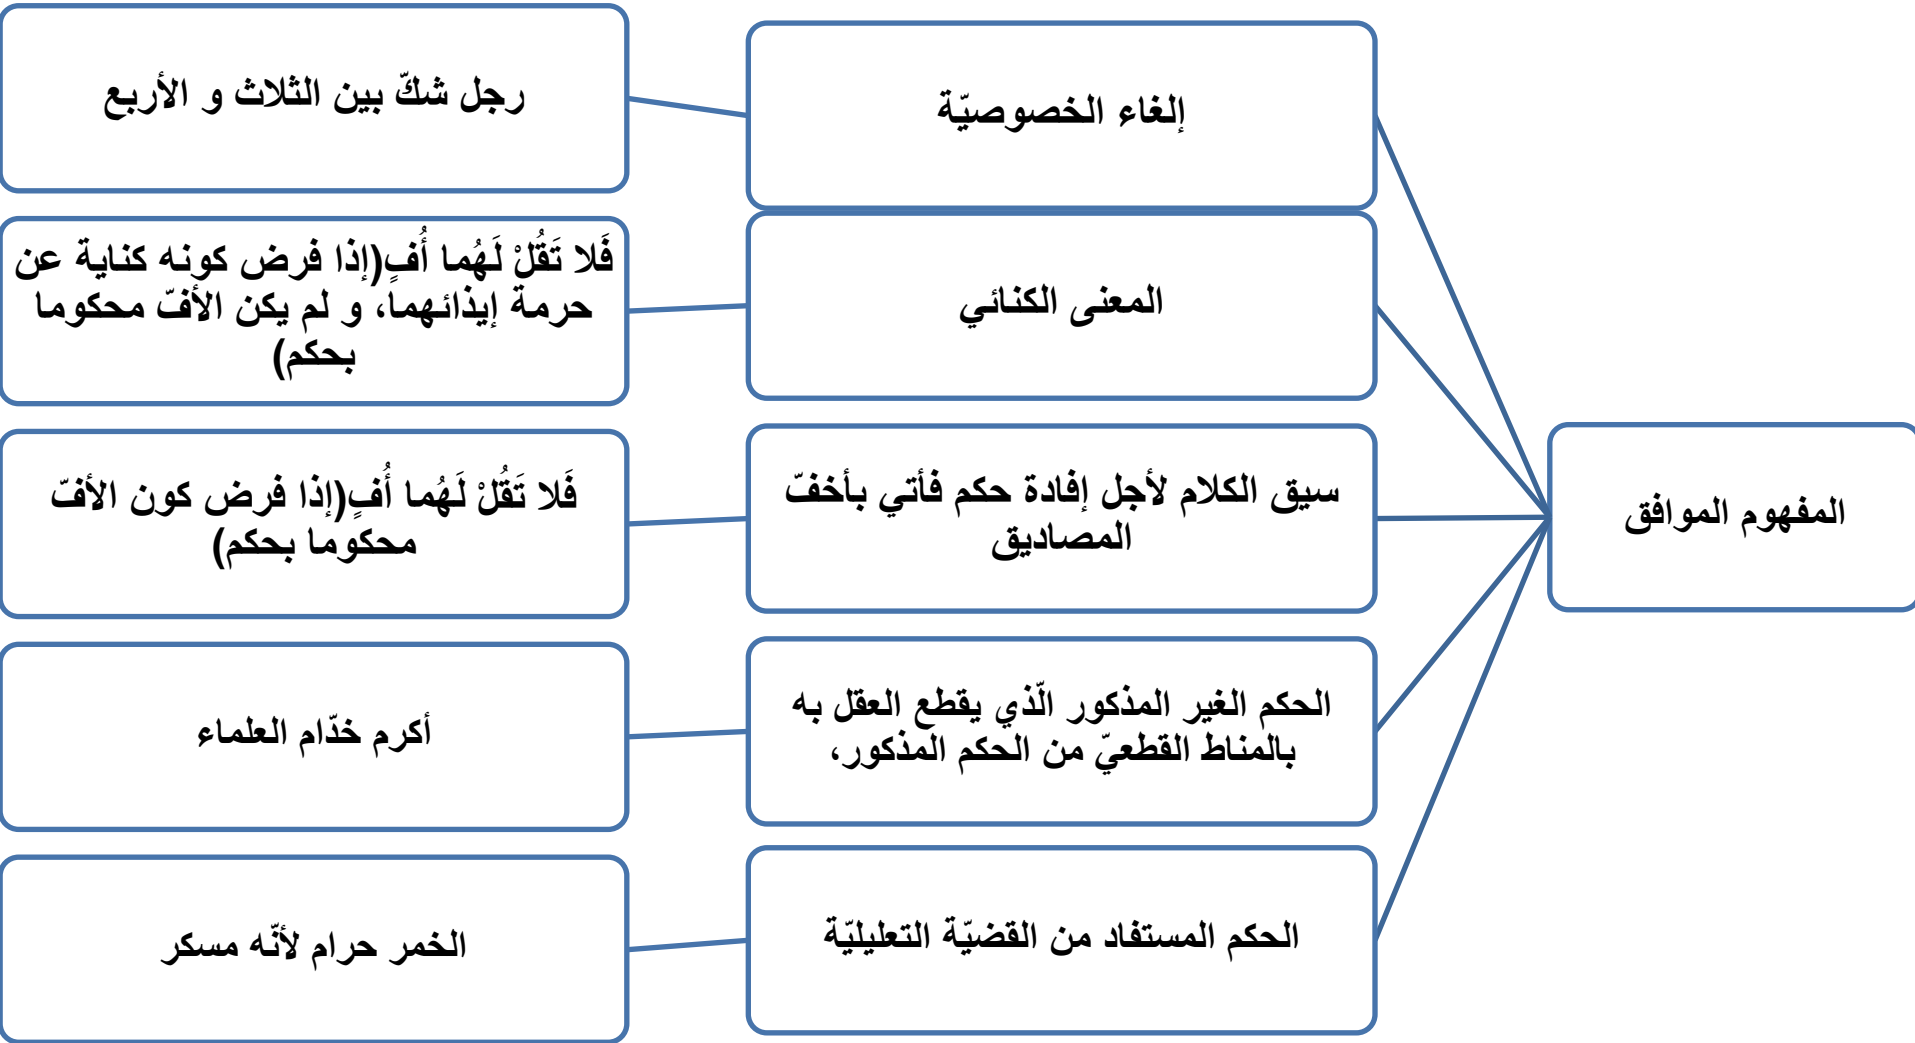 المفهوم الموافق
إلغاء الخصوصيّة
رجل شكّ بين الثلاث و الأربع
المعنى الكنائي
فَلا تَقُلْ لَهُما أُفٍ(إذا فرض كونه كناية عن
حرمة إيذائهما، و لم يكن الأفّ محكوما
بحكم)
سيق الكلام لأجل إفادة حكم فأتي بأخفّ
المصاديق
فَلا تَقُلْ لَهُما أُفٍ(إذا فرض كون الأفّ
محكوما بحكم)
الحكم الغير المذكور الّذي يقطع العقل به
بالمناط القطعيّ من الحكم المذكور،
أكرم خدّام العلماء
الحكم المستفاد من القضيّة التعليليّة
الخمر حرام لأنّه مسكر